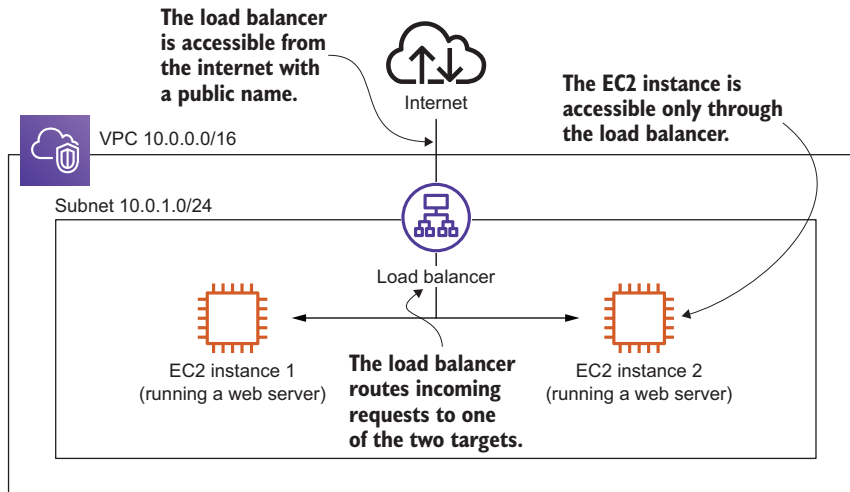 The load balancer
is accessible from
the internet with
a public name.
Internet
The EC2 instance is
accessible only through
the load balancer.
VPC 10.0.0.0/16
Subnet 10.0.1.0/24
Load balancer
EC2 instance 1
(running a web server)
The load balancer
routes incoming
requests to one
of the two targets.
EC2 instance 2
(running a web server)